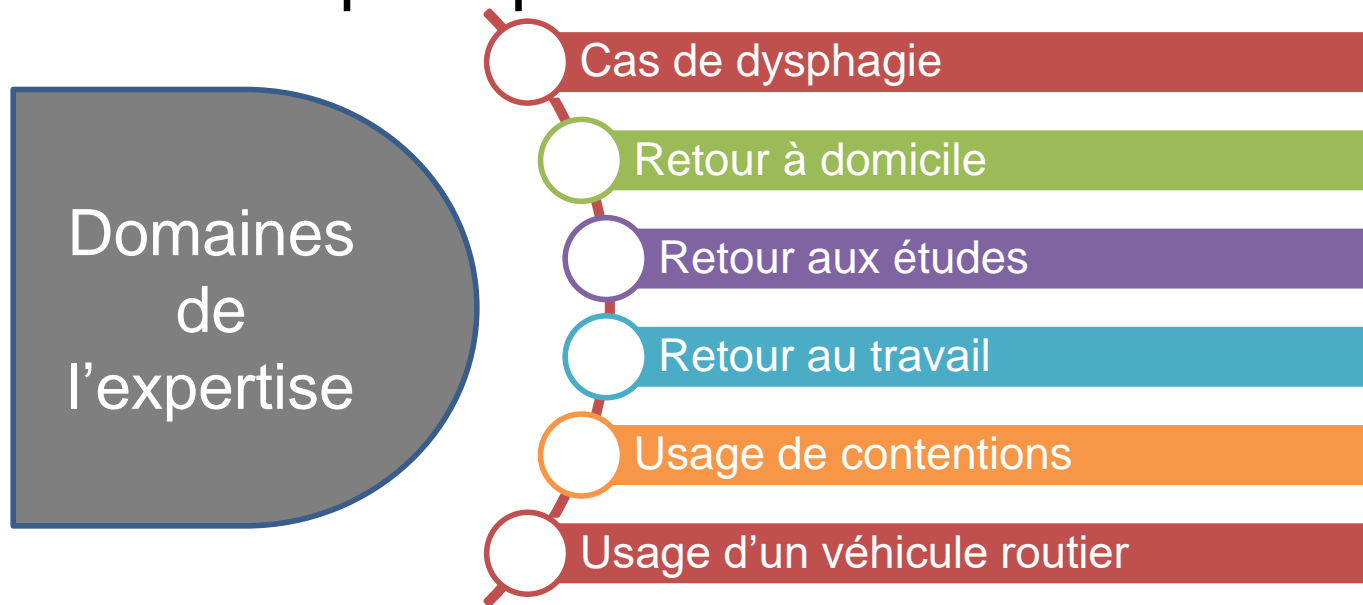 Domaines
de
l’expertise
Cas de dysphagie
Retour à domicile
Retour aux études
Retour au travail
Usage de contentions
Usage d’un véhicule routier